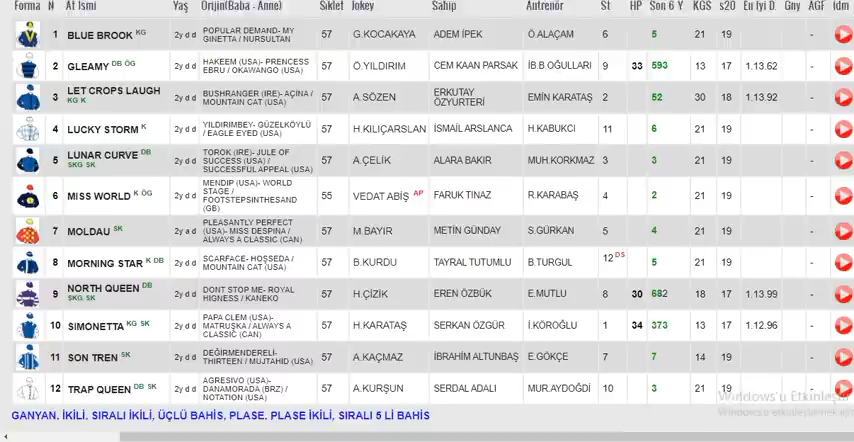 Forma N At İsmi Yaş Orijin(Baba - Anne) Sıklet Jokey Sahip Antrenör St HP Son 6 Y KGS s20 En İyi D. Gny AGF İdm
1 BLUE BROOK KG 2y d d POPULAR DEMAND- MY GINETTA / NURSULTAN 57 G.KOCAKAYA ADEM İPEK Ö.ALAÇAM 6 5 21 19 -
2 GLEAMY DB ÖG 2y d d HAKEEM (USA)- PRENCESS EBRU / OKAWANGO (USA) 57 Ö.YILDIRIM CEM KAAN PARSAK İB.B.OĞULLARI 9 33 593 13 17 1.13.62 -
3 LET CROPS LAUGH KG K 2y d d BUSHRANGER (IRE)- AÇINA / MOUNTAIN CAT (USA) 57 A.SÖZEN ERKUTAY ÖZYURTERİ EMİN KARATAŞ 2 52 30 18 1.13.92 -
4 LUCKY STORM K 2y d d YILDIRIMBEY- GÜZELKÖYLÜ / EAGLE EYED (USA) 57 H.KILIÇARSLAN İSMAİL ARSLANCA H.KABUKCI 11 6 21 19 -
5 LUNAR CURVE DB SKG SK 2y d d TOROK (IRE)- JULE OF SUCCESS (USA) / SUCCESSFUL APPEAL (USA) 57 A.ÇELİK ALARA BAKIR MUH.KORKMAZ 3 3 21 19 -
6 MISS WORLD K ÖG 2y d d MENDIP (USA)- WORLD STAGE / FOOTSTEPSINTHESAND (GB) 55 VEDAT ABİŞ AP FARUK TINAZ R.KARABAŞ 4 2 21 19 -
7 MOLDAU SK 2y a d PLEASANTLY PERFECT (USA)- MISS DESPINA / ALWAYS A CLASSIC (CAN) 57 M.BAYIR METİN GÜNDAY S.GÜRKAN 5 4 21 19 -
8 MORNING STAR K DB 2y d d SCARFACE- HOŞSEDA / MOUNTAIN CAT (USA) 57 B.KURDU TAYRAL TUTUMLU B.TURGUL 12 DS 5 21 19 -
9 NORTH QUEEN DB SKG SK 2y d d DONT STOP ME- ROYAL HIGNESS / KANEKO 57 H.ÇİZİK EREN ÖZBÜK E.MUTLU 8 30 682 18 17 1.13.99 -
10 SIMONETTA KG SK 2y d d PAPA CLEM (USA)- MATRUŞKA / ALWAYS A CLASSIC (CAN) 57 H.KARATAŞ SERKAN ÖZGÜR İ.KÖROĞLU 1 34 373 13 17 1.12.96 -
11 SON TREN SK 2y d d DEĞİRMENDERELİ- THIRTEEN / MUJTAHID (USA) 57 A.KAÇMAZ İBRAHİM ALTUNBAŞ E.GÖKÇE 7 7 14 19 -
12 TRAP QUEEN DB SK 2y d d AGRESIVO (USA)- DANAMORADA (BRZ) / NOTATION (USA) 57 A.KURŞUN SERDAL ADALI MUR.AYDOĞDİ 10 3 21 19 -
Windows'u Etkinleştir
GANYAN, İKİLİ, SIRALI İKİLİ, ÜÇLÜ BAHİS, PLASE, PLASE İKİLİ, SIRALI 5 Lİ BAHİS